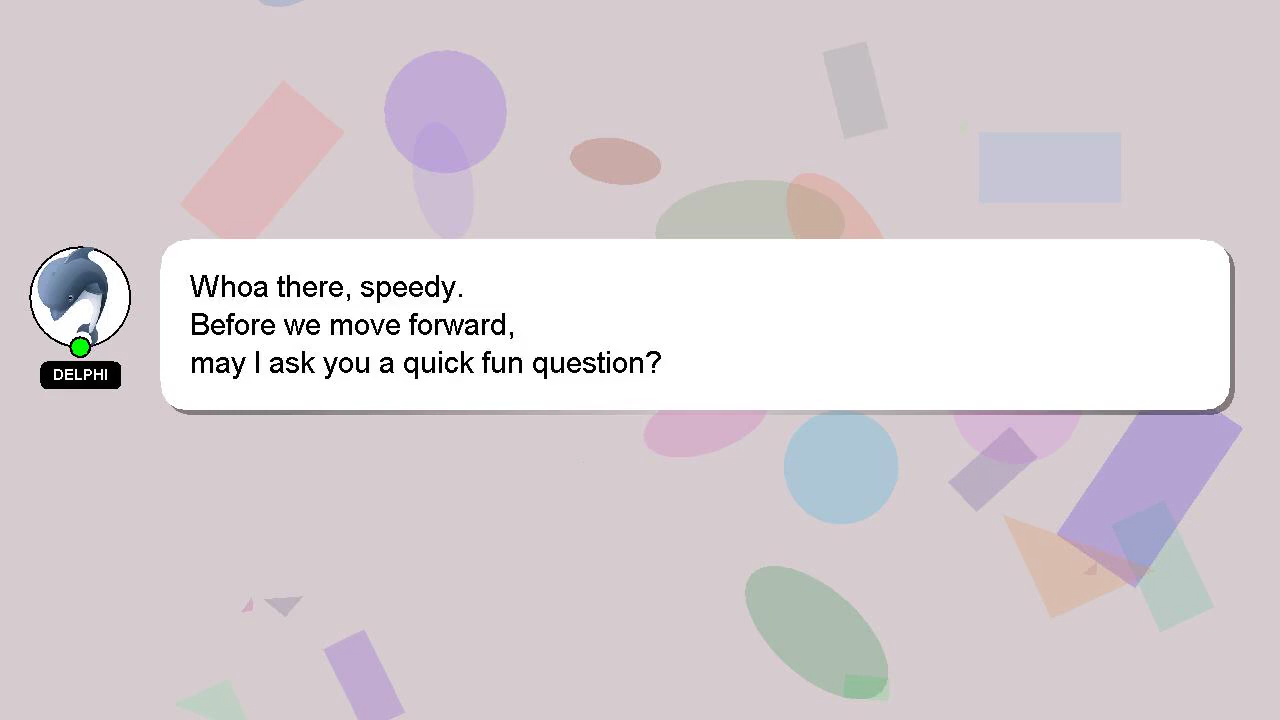 Whoa there, speedy.
Before we move forward,
may I ask you a quick fun question?
DELPHI